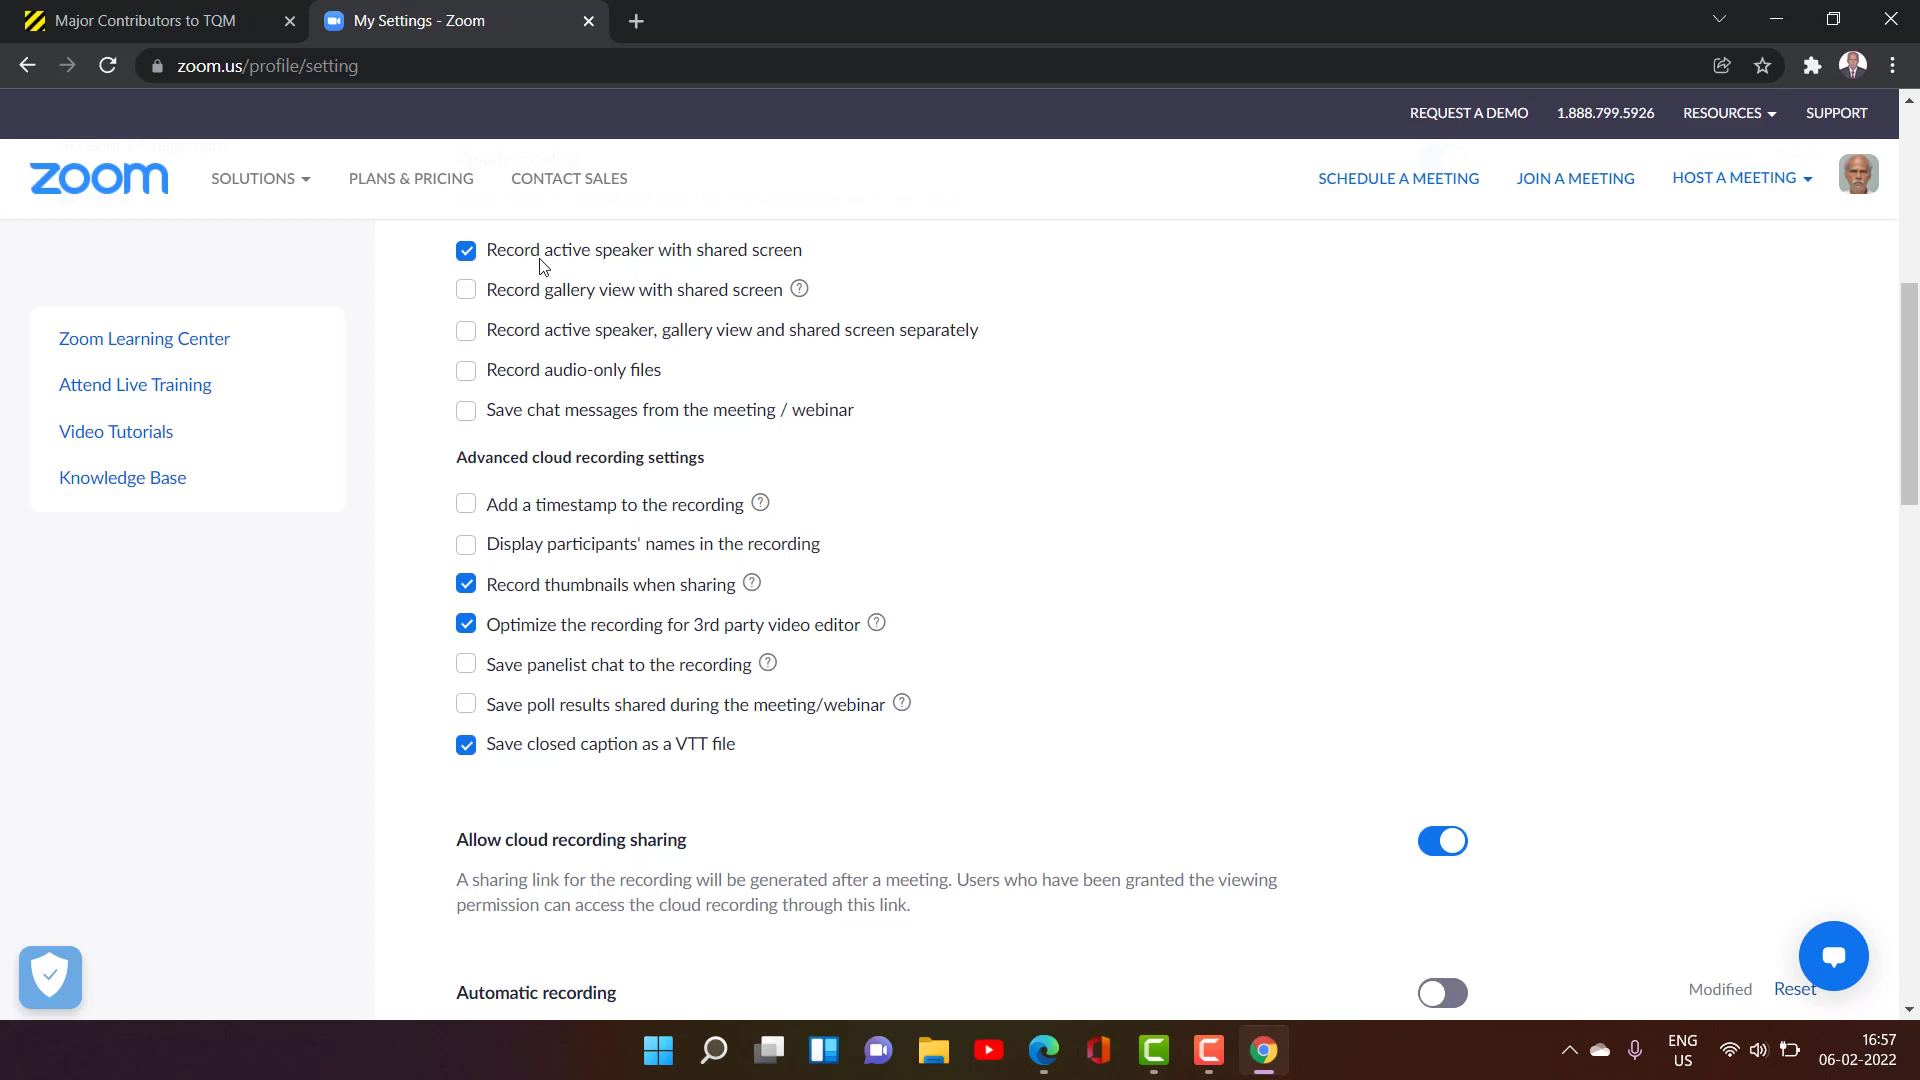 Major Contributors to TQM
My Settings - Zoom
zoom.us/profile/setting
REQUEST A DEMO 1.888.799.5926 RESOURCES SUPPORT
zoom SOLUTIONS PLANS & PRICING CONTACT SALES SCHEDULE A MEETING JOIN A MEETING HOST A MEETING
Zoom Learning Center
Attend Live Training
Video Tutorials
Knowledge Base
Record active speaker with shared screen
Record gallery view with shared screen
Record active speaker, gallery view and shared screen separately
Record audio-only files
Save chat messages from the meeting / webinar
Advanced cloud recording settings
Add a timestamp to the recording
Display participants' names in the recording
Record thumbnails when sharing
Optimize the recording for 3rd party video editor
Save panelist chat to the recording
Save poll results shared during the meeting/webinar
Save closed caption as a VTT file
Allow cloud recording sharing
A sharing link for the recording will be generated after a meeting. Users who have been granted the viewing
permission can access the cloud recording through this link.
Automatic recording
Modified Reset
ENG
US
16:57
06-02-2022